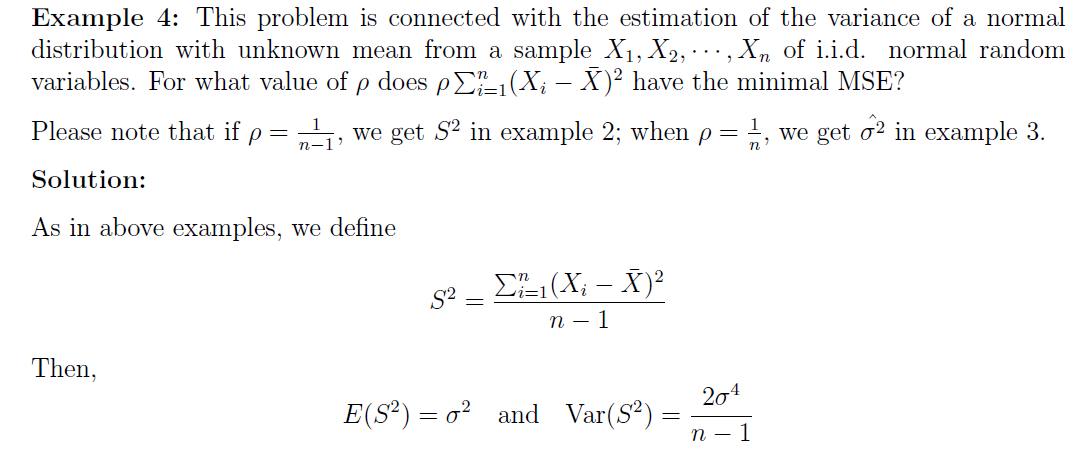 Example 4: This problem is connected with the estimation of the variance of a normal
distribution with unknown mean from a sample X₁, X₂, ⋯ , Xₙ of i.i.d. normal random
variables. For what value of ρ does ρΣⁿᵢ₌₁(Xᵢ − X̄)² have the minimal MSE?
Please note that if ρ = 1/(n−1), we get S² in example 2; when ρ = 1/n, we get σ̂² in example 3.
Solution:
As in above examples, we define
S² = Σⁿᵢ₌₁(Xᵢ − X̄)² / (n − 1)
Then,
E(S²) = σ² and Var(S²) = 2σ⁴ / (n − 1)